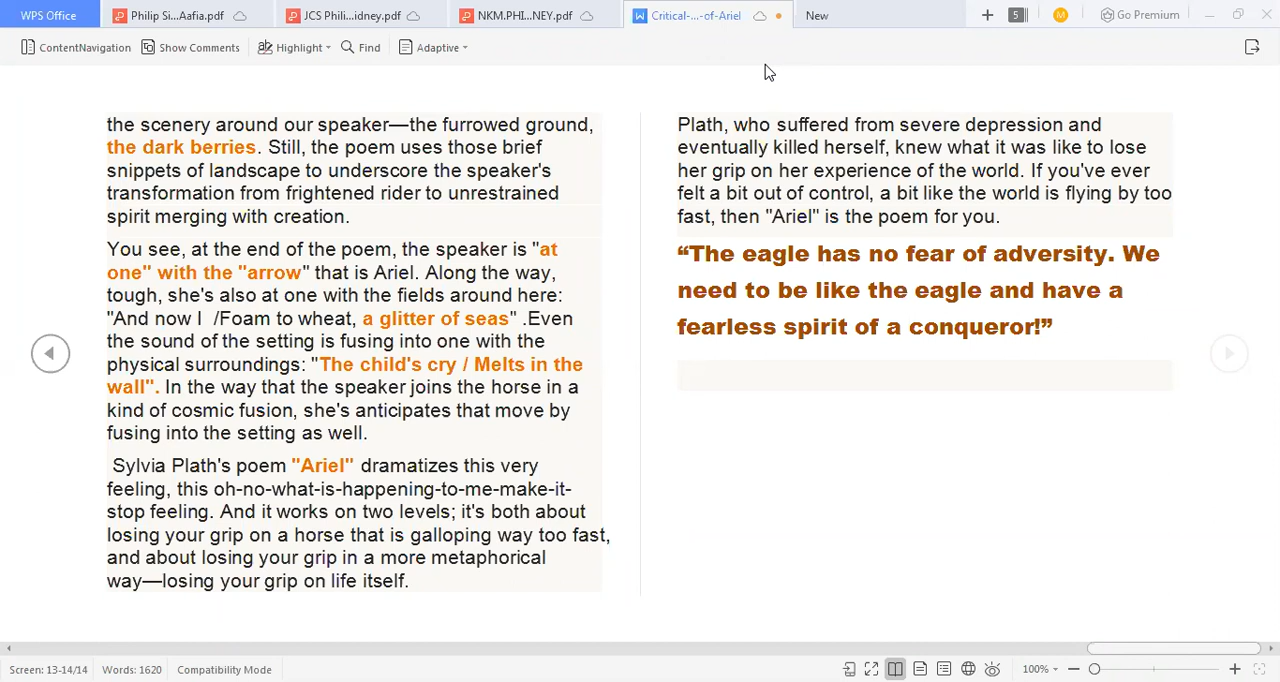 WPS Office
Philip Si...Aafia.pdf
JCS Phili...idney.pdf
NKM.PHI...NEY.pdf
Critical-...-of-Ariel
New
5
M
Go Premium
ContentNavigation
Show Comments
Highlight
Find
Adaptive
the scenery around our speaker—the furrowed ground,
the dark berries. Still, the poem uses those brief
snippets of landscape to underscore the speaker's
transformation from frightened rider to unrestrained
spirit merging with creation.
You see, at the end of the poem, the speaker is "at
one" with the "arrow" that is Ariel. Along the way,
tough, she's also at one with the fields around here:
"And now I /Foam to wheat, a glitter of seas" .Even
the sound of the setting is fusing into one with the
physical surroundings: "The child's cry / Melts in the
wall". In the way that the speaker joins the horse in a
kind of cosmic fusion, she's anticipates that move by
fusing into the setting as well.
Sylvia Plath's poem "Ariel" dramatizes this very
feeling, this oh-no-what-is-happening-to-me-make-it-
stop feeling. And it works on two levels; it's both about
losing your grip on a horse that is galloping way too fast,
and about losing your grip in a more metaphorical
way—losing your grip on life itself.
Plath, who suffered from severe depression and
eventually killed herself, knew what it was like to lose
her grip on her experience of the world. If you've ever
felt a bit out of control, a bit like the world is flying by too
fast, then "Ariel" is the poem for you.
“The eagle has no fear of adversity. We
need to be like the eagle and have a
fearless spirit of a conqueror!”
Screen: 13-14/14
Words: 1620
Compatibility Mode
100%